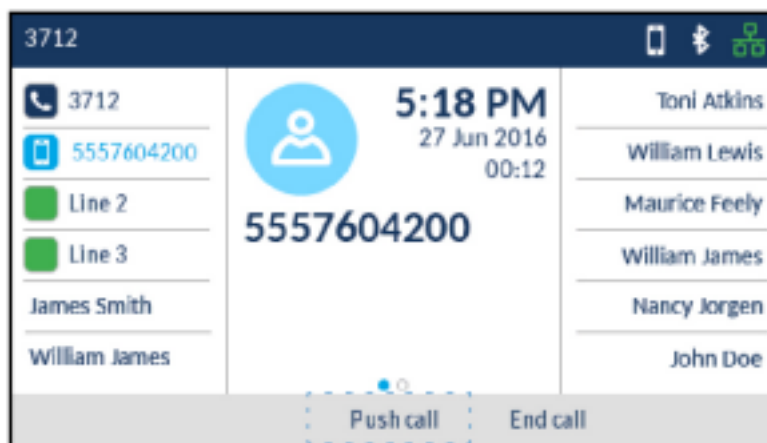 3712
3712
5557604200
Line 2
Line 3
James Smith
William James
5:18 PM
27 Jun 2016
00:12
5557604200
Toni Atkins
William Lewis
Maurice Feely
William James
Nancy Jorgen
John Doe
Push call
End call